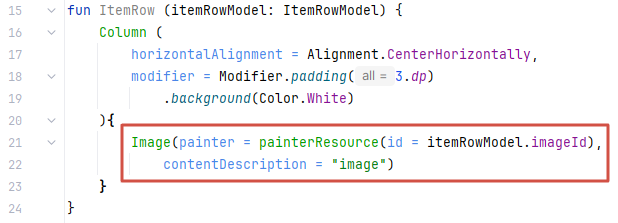 15 fun ItemRow (itemRowModel: ItemRowModel) {
16 Column (
17 horizontalAlignment = Alignment.CenterHorizontally,
18 modifier = Modifier.padding( all = 3.dp)
19 .background(Color.White)
20 ){
21 Image(painter = painterResource(id = itemRowModel.imageId),
22 contentDescription = "image")
23 }
24 }